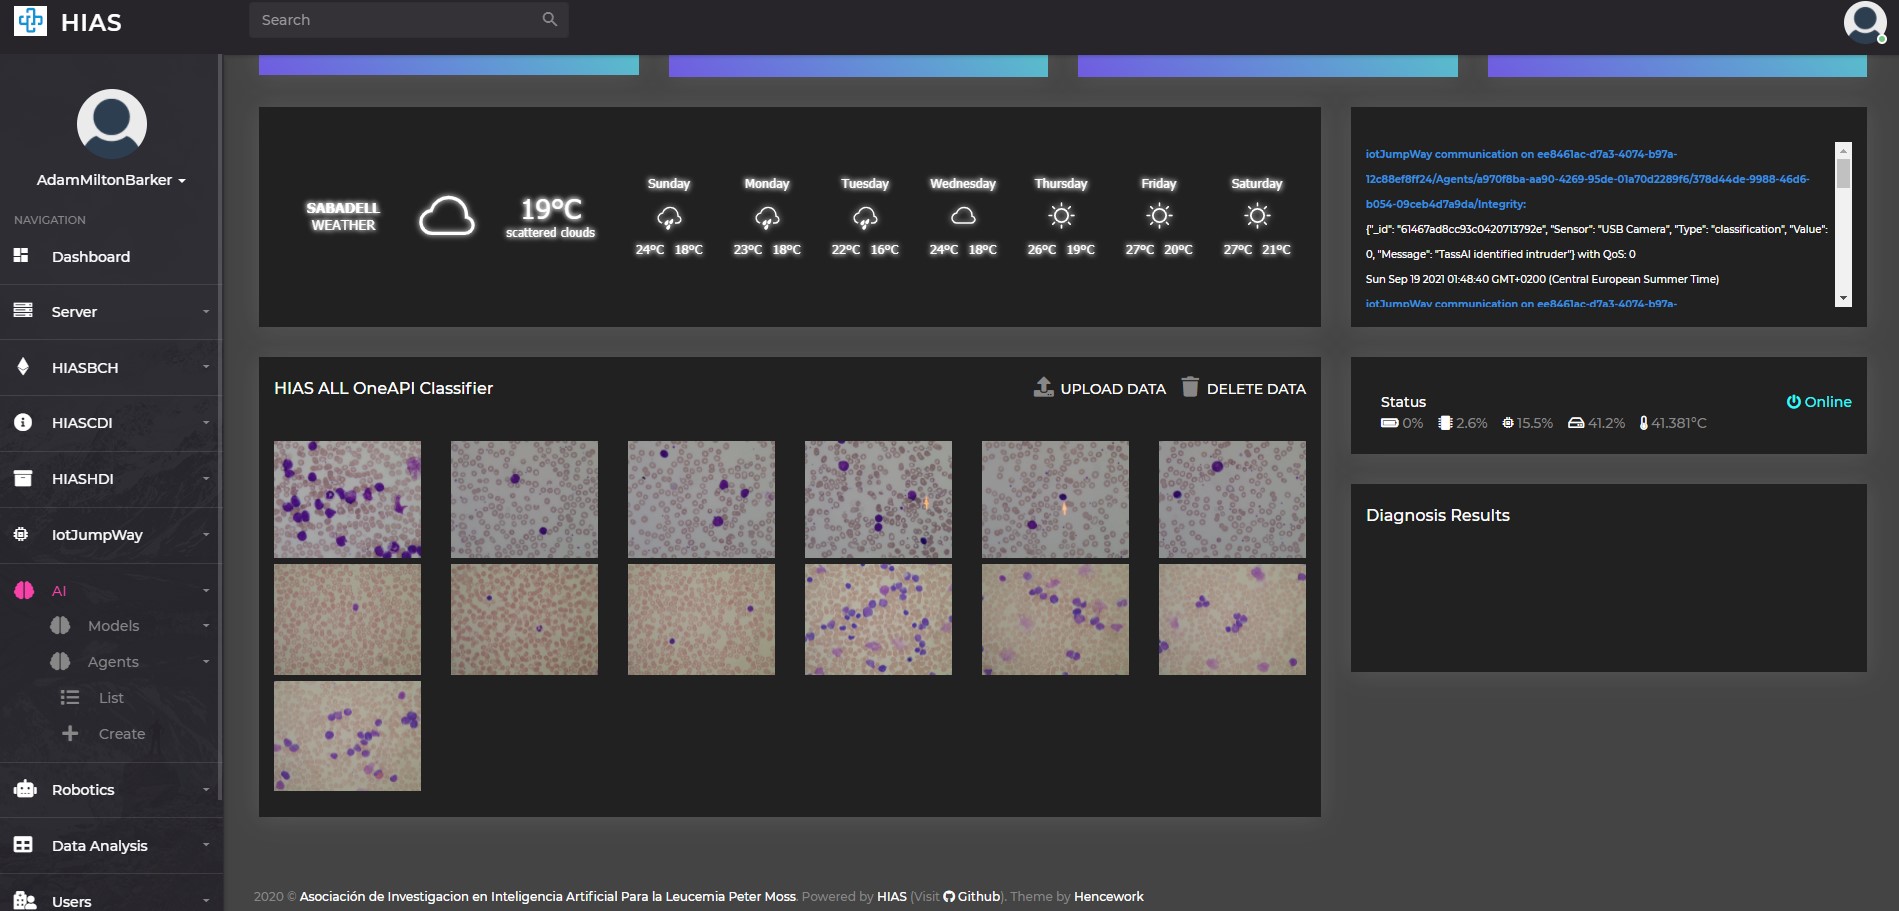 HIAS
Search
AdamMiltonBarker
NAVIGATION
Dashboard
Server
HIASBCH
HIASCDI
HIASHDI
IotJumpWay
AI
Models
Agents
List
Create
Robotics
Data Analysis
Users
SABADELL
WEATHER
19°C
scattered clouds
Sunday
24°C 18°C
Monday
23°C 18°C
Tuesday
22°C 16°C
Wednesday
24°C 18°C
Thursday
26°C 19°C
Friday
27°C 20°C
Saturday
27°C 21°C
iotJumpWay communication on ee8461ac-d7a3-4074-b97a-
12c88ef8ff24/Agents/a970f8ba-aa90-4269-95de-01a70d2289f6/378d44de-9988-46d6-
b054-09ceb4d7a9da/Integrity:
{"_id": "61467ad8cc93c0420713792e", "Sensor": "USB Camera", "Type": "classification", "Value":
0, "Message": "TassAI identified intruder"} with QoS: 0
Sun Sep 19 2021 01:48:40 GMT+0200 (Central European Summer Time)
iotJumpWay communication on ee8461ac-d7a3-4074-b97a-
HIAS ALL OneAPI Classifier
UPLOAD DATA DELETE DATA
Status
Online
0% 2.6% 15.5% 41.2% 41.381°C
Diagnosis Results
2020 © Asociación de Investigacion en Inteligencia Artificial Para la Leucemia Peter Moss. Powered by HIAS (Visit Github). Theme by Hencework